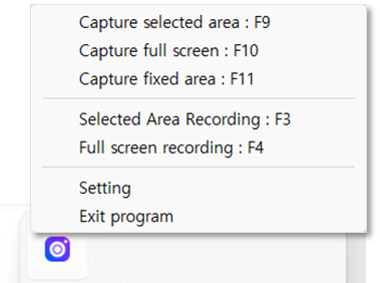 Capture selected area : F9
Capture full screen : F10
Capture fixed area : F11
Selected Area Recording : F3
Full screen recording : F4
Setting
Exit program